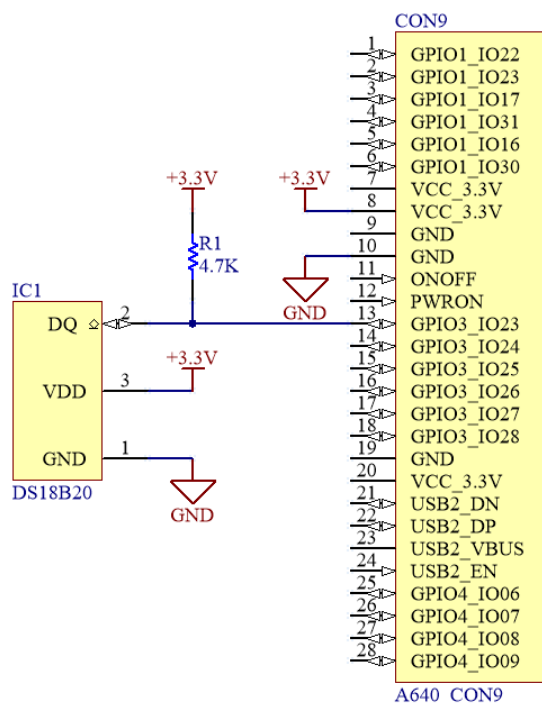 CON9
1 GPIO1_IO22
2 GPIO1_IO23
3 GPIO1_IO17
4 GPIO1_IO31
5 GPIO1_IO16
6 GPIO1_IO30
7 VCC_3.3V
8 VCC_3.3V
9 GND
10 GND
11 ONOFF
12 PWRON
13 GPIO3_IO23
14 GPIO3_IO24
15 GPIO3_IO25
16 GPIO3_IO26
17 GPIO3_IO27
18 GPIO3_IO28
19 GND
20 VCC_3.3V
21 USB2_DN
22 USB2_DP
23 USB2_VBUS
24 USB2_EN
25 GPIO4_IO06
26 GPIO4_IO07
27 GPIO4_IO08
28 GPIO4_IO09
A640_CON9
+3.3V
+3.3V
R1
4.7K
GND
IC1
DQ 2
+3.3V
VDD 3
GND 1
DS18B20
GND